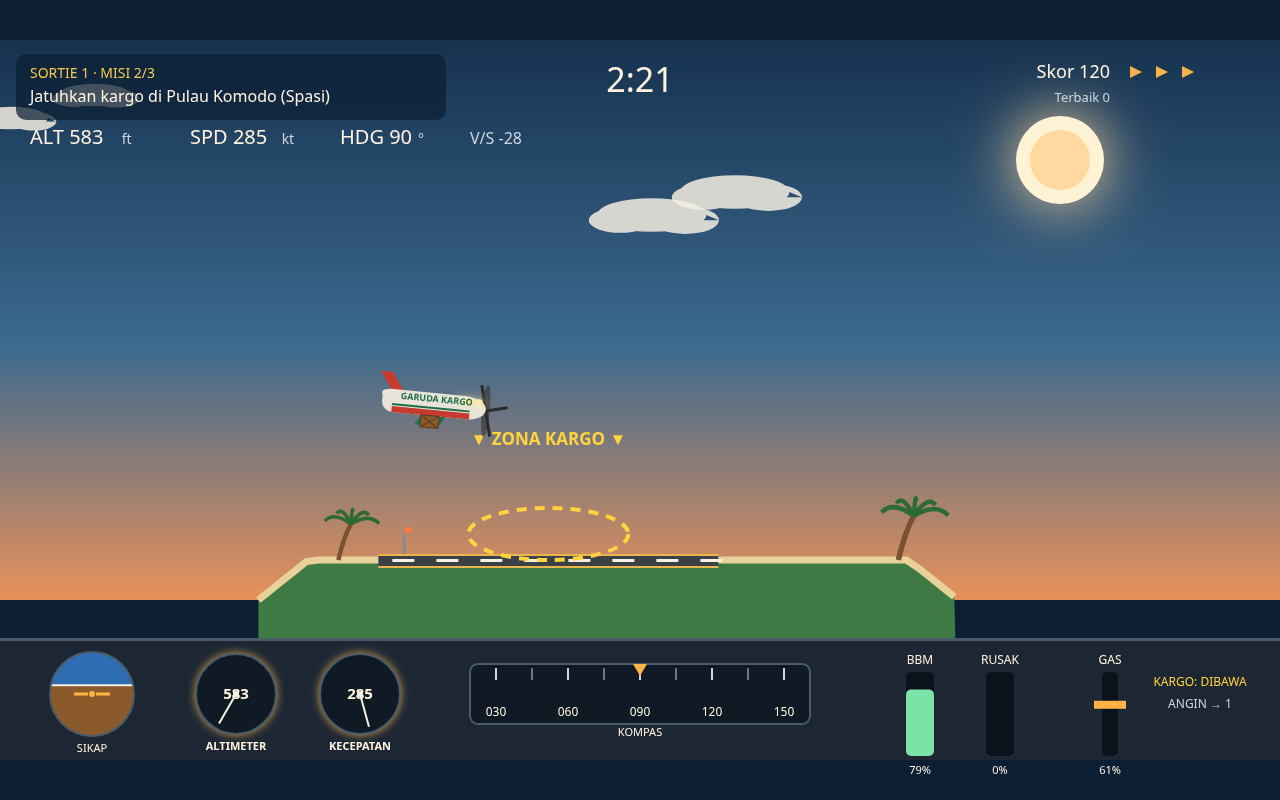 SORTIE 1 · MISI 2/3
Jatuhkan kargo di Pulau Komodo (Spasi)
2:21
Skor 120
Terbaik 0
ALT 583 ft SPD 285 kt HDG 90 ° V/S -28
GARUDA KARGO
▼ ZONA KARGO ▼
SIKAP
583
ALTIMETER
285
KECEPATAN
030 060 090 120 150
KOMPAS
BBM
79%
RUSAK
0%
GAS
61%
KARGO: DIBAWA
ANGIN → 1